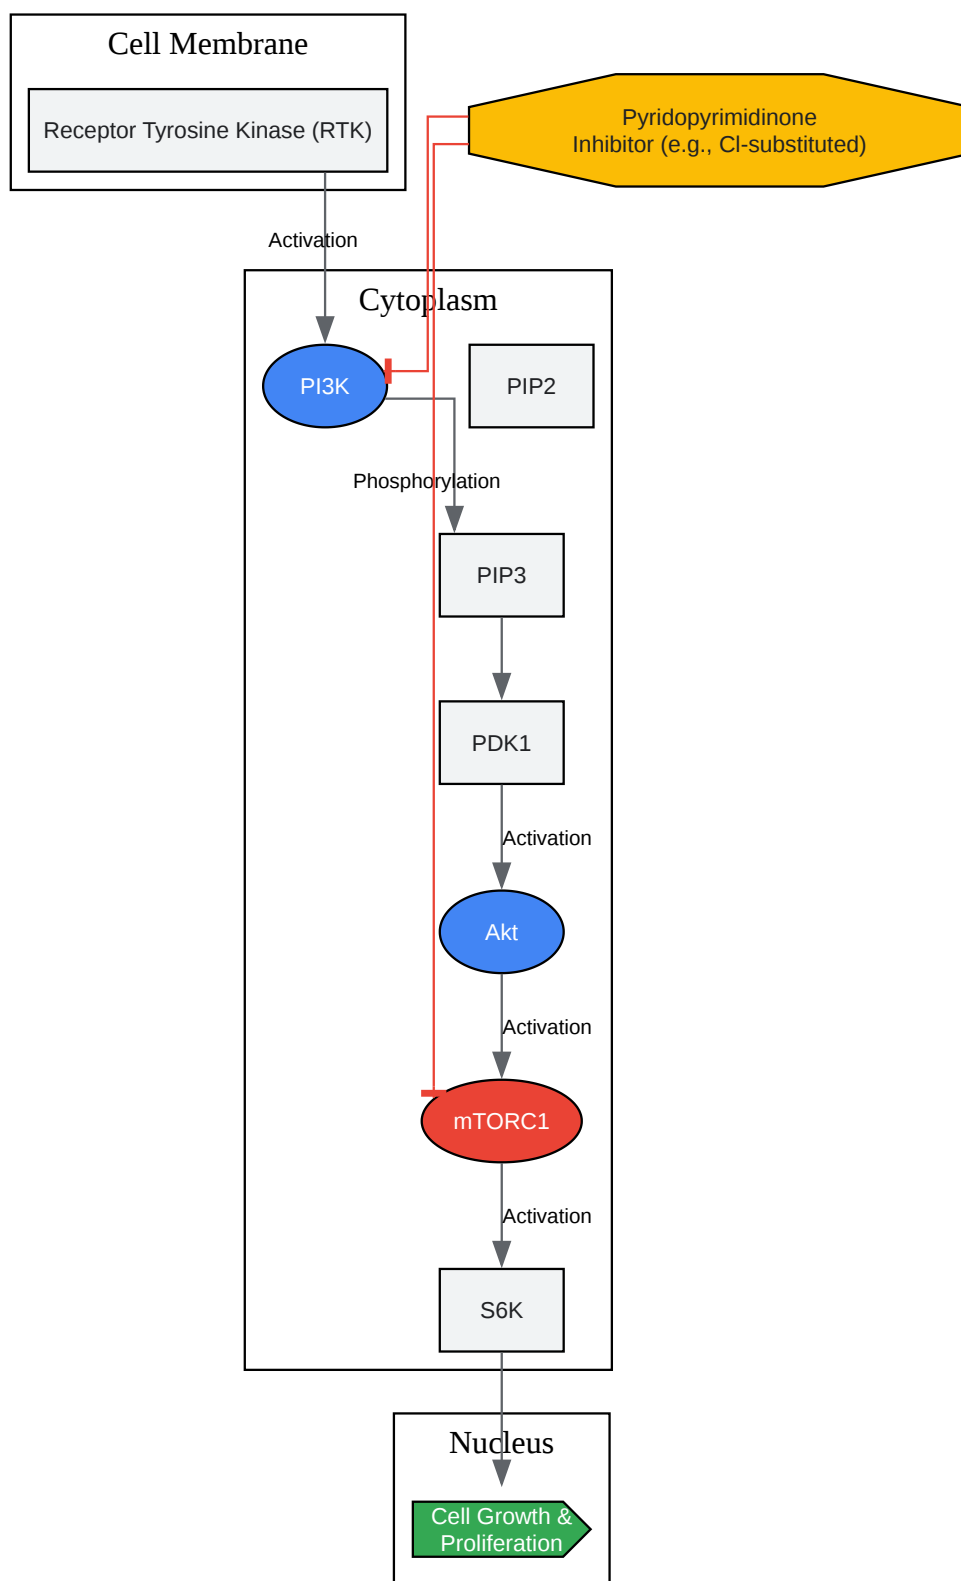 Cell Membrane
Receptor Tyrosine Kinase (RTK)
Pyridopyrimidinone
Inhibitor (e.g., Cl-substituted)
Activation
Cytoplasm
PI3K
PIP2
Phosphorylation
PIP3
PDK1
Activation
Akt
Activation
mTORC1
Activation
S6K
Nucleus
Cell Growth &
Proliferation